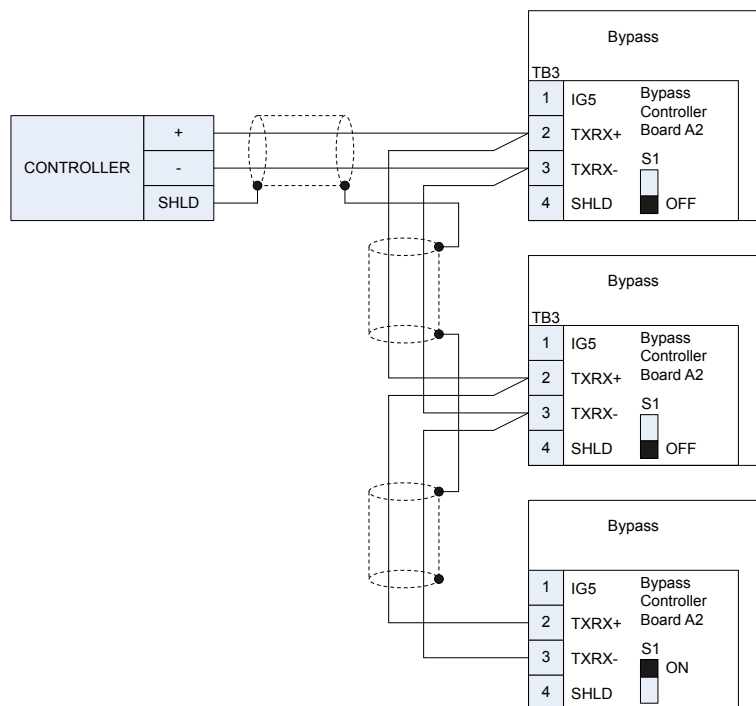 Bypass
TB3
1
IG5
Bypass
Controller
Board A2
2
TXRX+
3
TXRX-
S1
4
SHLD
OFF
CONTROLLER
+
-
SHLD
Bypass
TB3
1
IG5
Bypass
Controller
Board A2
2
TXRX+
3
TXRX-
S1
4
SHLD
OFF
Bypass
1
IG5
Bypass
Controller
Board A2
2
TXRX+
3
TXRX-
S1
ON
4
SHLD